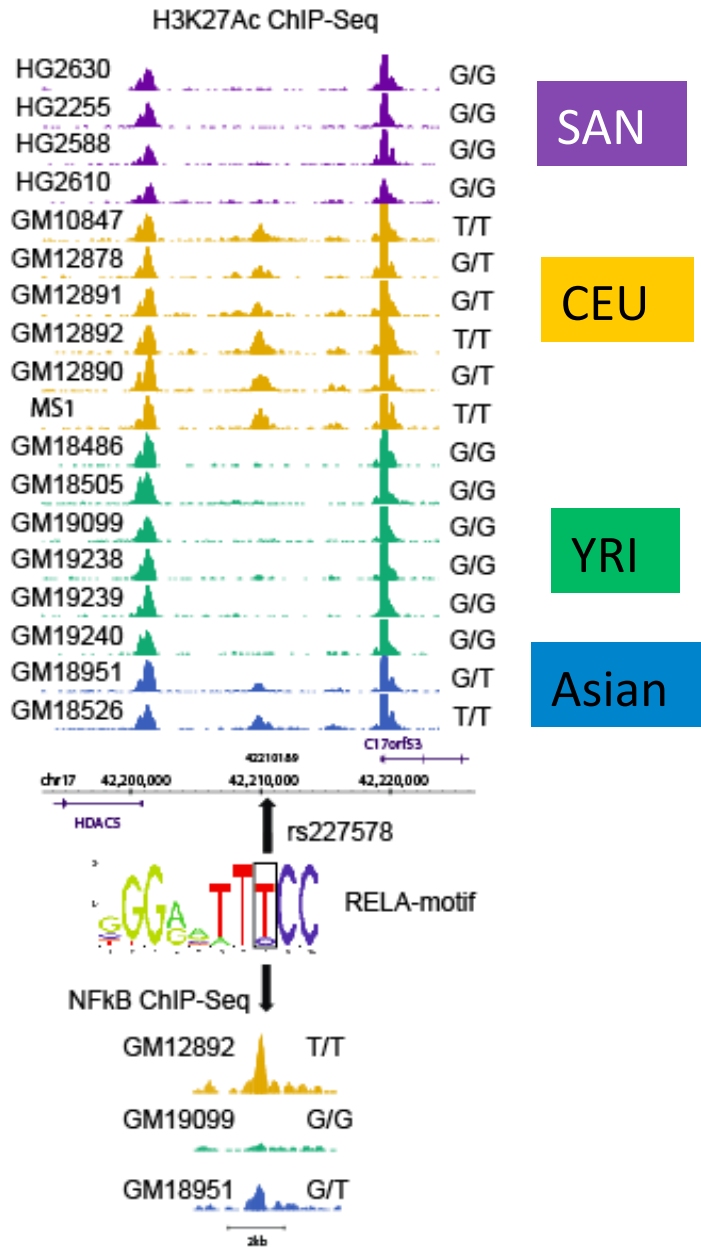 H3K27Ac ChIP-Seq
HG2630 G/G
HG2255 G/G
SAN
HG2588 G/G
HG2610 G/G
GM10847 T/T
GM12878 G/T
GM12891 G/T
CEU
GM12892 T/T
GM12890 G/T
MS1 T/T
GM18486 G/G
GM18505 G/G
GM19099 G/G
YRI
GM19238 G/G
GM19239 G/G
GM19240 G/G
GM18951 G/T
Asian
GM18526 T/T
C17orf53
42210189
chr17 42,200,000 42,210,000 42,220,000
HDAC5
rs227578
GG TTTCC
RELA-motif
NFkB ChIP-Seq
GM12892 T/T
GM19099 G/G
GM18951 G/T
2kb